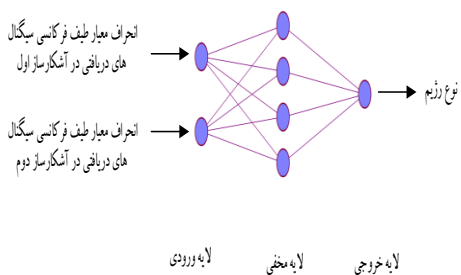 انحراف معیار طیف فرکانسی سیگنال
های دریافتی در آشکارساز اول
نوع رژیم
انحراف معیار طیف فرکانسی سیگنال
های دریافتی در آشکارساز دوم
لایه خروجی
لایه مخفی
لایه ورودی